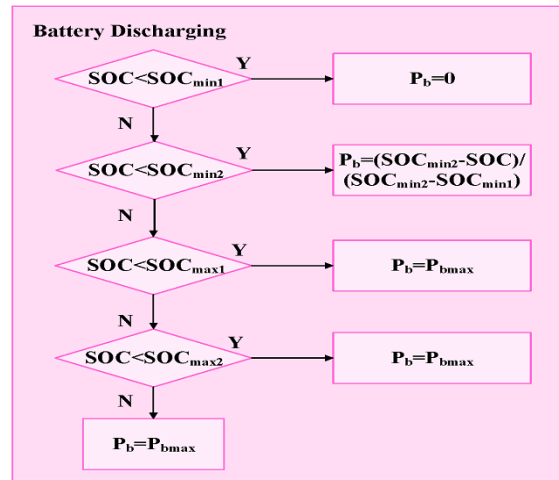 Battery Discharging
SOC<SOCmin1
Y
Pb=0
N
SOC<SOCmin2
Y
Pb=(SOCmin2-SOC)/
(SOCmin2-SOCmin1)
N
SOC<SOCmax1
Y
Pb=Pbmax
N
SOC<SOCmax2
Y
Pb=Pbmax
N
Pb=Pbmax